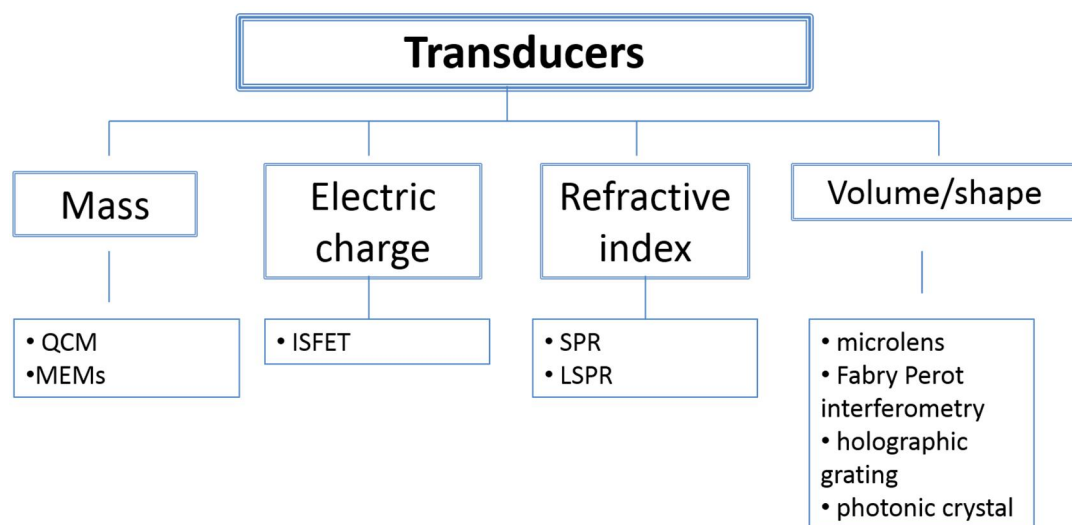 Transducers
Mass
Electric
charge
Refractive
index
Volume/shape
• QCM
•MEMs
• ISFET
• SPR
• LSPR
• microlens
• Fabry Perot
interferometry
• holographic
grating
• photonic crystal